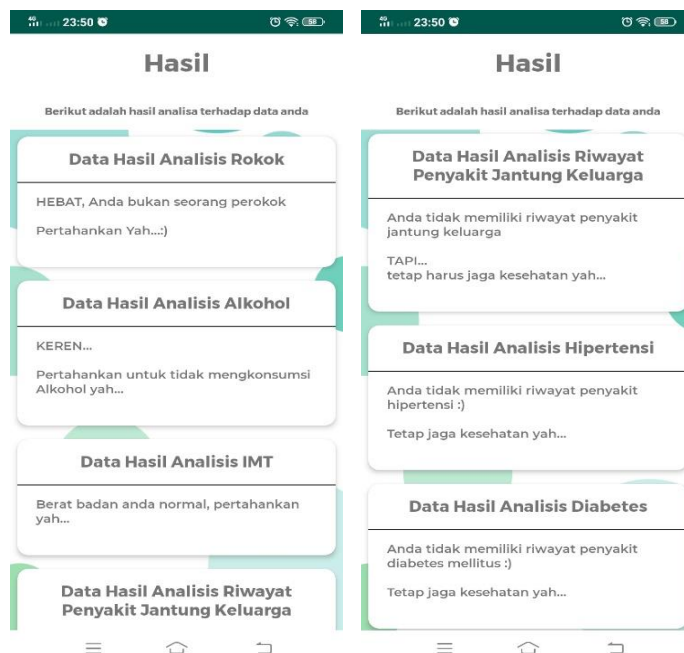 4G 23:50 58
Hasil
Berikut adalah hasil analisa terhadap data anda
Data Hasil Analisis Rokok
HEBAT, Anda bukan seorang perokok
Pertahankan Yah...:)
Data Hasil Analisis Alkohol
KEREN...
Pertahankan untuk tidak mengkonsumsi
Alkohol yah...
Data Hasil Analisis IMT
Berat badan anda normal, pertahankan
yah...
Data Hasil Analisis Riwayat
Penyakit Jantung Keluarga
4G 23:50 58
Hasil
Berikut adalah hasil analisa terhadap data anda
Data Hasil Analisis Riwayat
Penyakit Jantung Keluarga
Anda tidak memiliki riwayat penyakit
jantung keluarga
TAPI...
tetap harus jaga kesehatan yah...
Data Hasil Analisis Hipertensi
Anda tidak memiliki riwayat penyakit
hipertensi :)
Tetap jaga kesehatan yah...
Data Hasil Analisis Diabetes
Anda tidak memiliki riwayat penyakit
diabetes mellitus :)
Tetap jaga kesehatan yah...